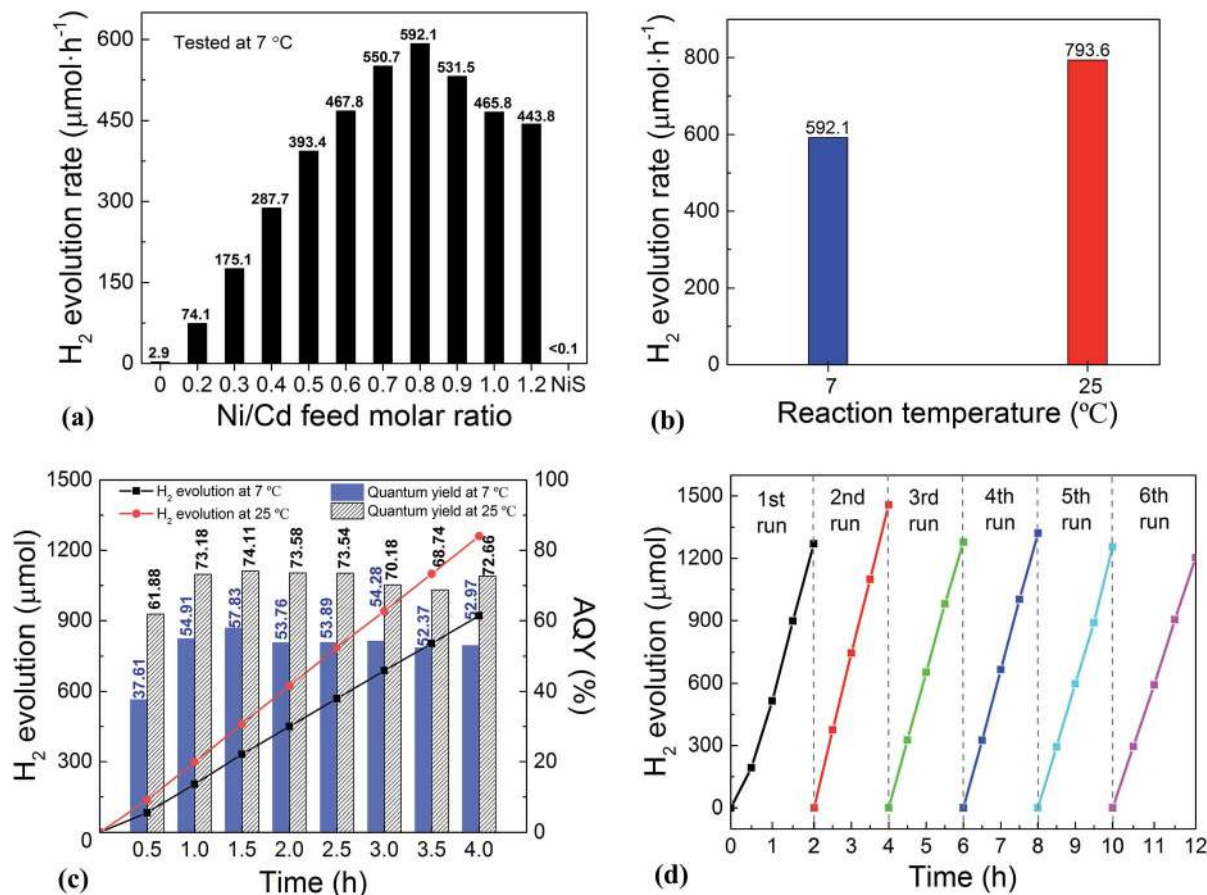 Tested at 7 °C
H2 evolution rate (μmol·h-1)
600
450
300
150
0
2.9
74.1
175.1
287.7
393.4
467.8
550.7
592.1
531.5
465.8
443.8
<0.1
0 0.2 0.3 0.4 0.5 0.6 0.7 0.8 0.9 1.0 1.2 NiS
Ni/Cd feed molar ratio
(a)
H2 evolution rate (μmol·h-1)
800
600
400
200
0
592.1
793.6
7 25
Reaction temperature (°C)
(b)
H2 evolution (μmol)
1500
1200
900
600
300
0
H2 evolution at 7 °C
H2 evolution at 25 °C
Quantum yield at 7 °C
Quantum yield at 25 °C
37.61
61.88
54.91
73.18
57.83
74.11
53.76
73.58
53.89
73.54
54.28
70.18
52.37
68.74
52.97
72.66
100
80
60
40
20
0
AQY (%)
0.5 1.0 1.5 2.0 2.5 3.0 3.5 4.0
Time (h)
(c)
H2 evolution (μmol)
1500
1200
900
600
300
0
1st
run
2nd
run
3rd
run
4th
run
5th
run
6th
run
0 1 2 3 4 5 6 7 8 9 10 11 12
Time (h)
(d)